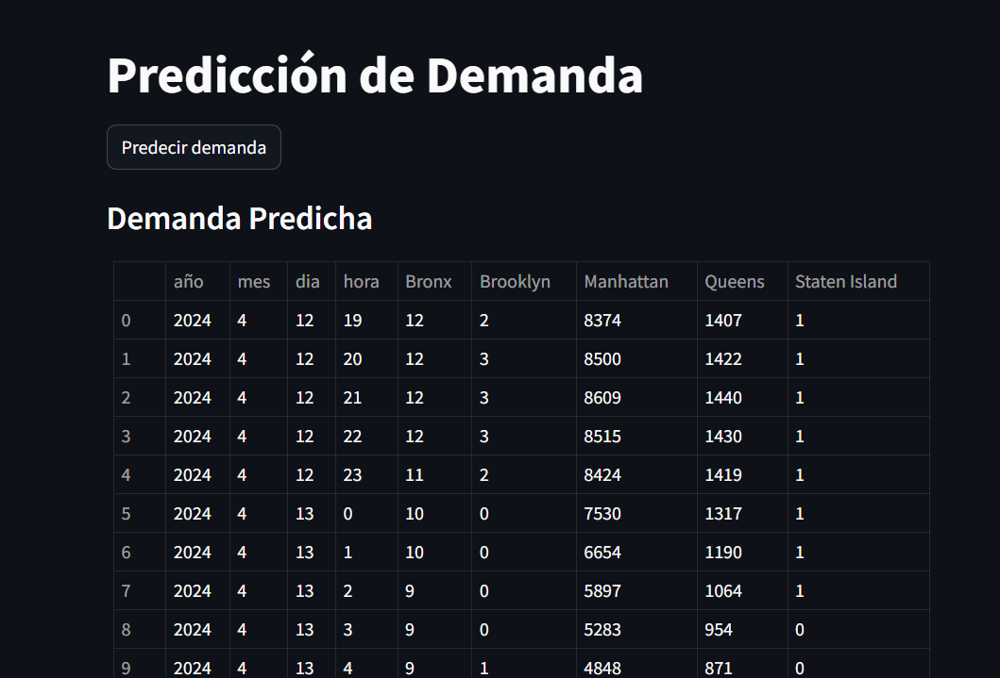 Predicción de Demanda
Predecir demanda
Demanda Predicha
año mes dia hora Bronx Brooklyn Manhattan Queens Staten Island
0 2024 4 12 19 12 2 8374 1407 1
1 2024 4 12 20 12 3 8500 1422 1
2 2024 4 12 21 12 3 8609 1440 1
3 2024 4 12 22 12 3 8515 1430 1
4 2024 4 12 23 11 2 8424 1419 1
5 2024 4 13 0 10 0 7530 1317 1
6 2024 4 13 1 10 0 6654 1190 1
7 2024 4 13 2 9 0 5897 1064 1
8 2024 4 13 3 9 0 5283 954 0
9 2024 4 13 4 9 1 4848 871 0